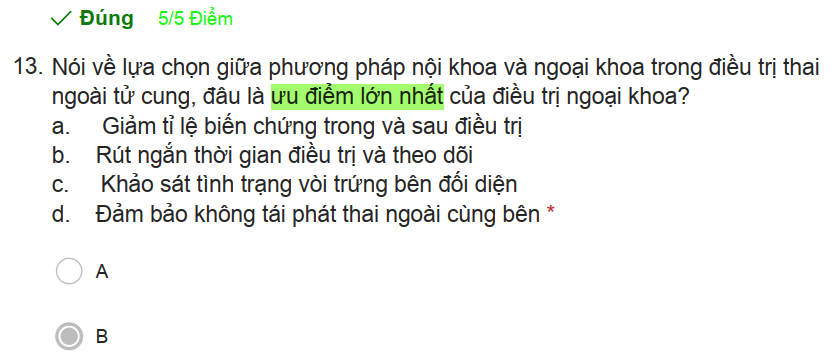 Đúng 5/5 Điểm
13. Nói về lựa chọn giữa phương pháp nội khoa và ngoại khoa trong điều trị thai
ngoài tử cung, đâu là ưu điểm lớn nhất của điều trị ngoại khoa?
a. Giảm tỉ lệ biến chứng trong và sau điều trị
b. Rút ngắn thời gian điều trị và theo dõi
c. Khảo sát tình trạng vòi trứng bên đối diện
d. Đảm bảo không tái phát thai ngoài cùng bên *
A
B